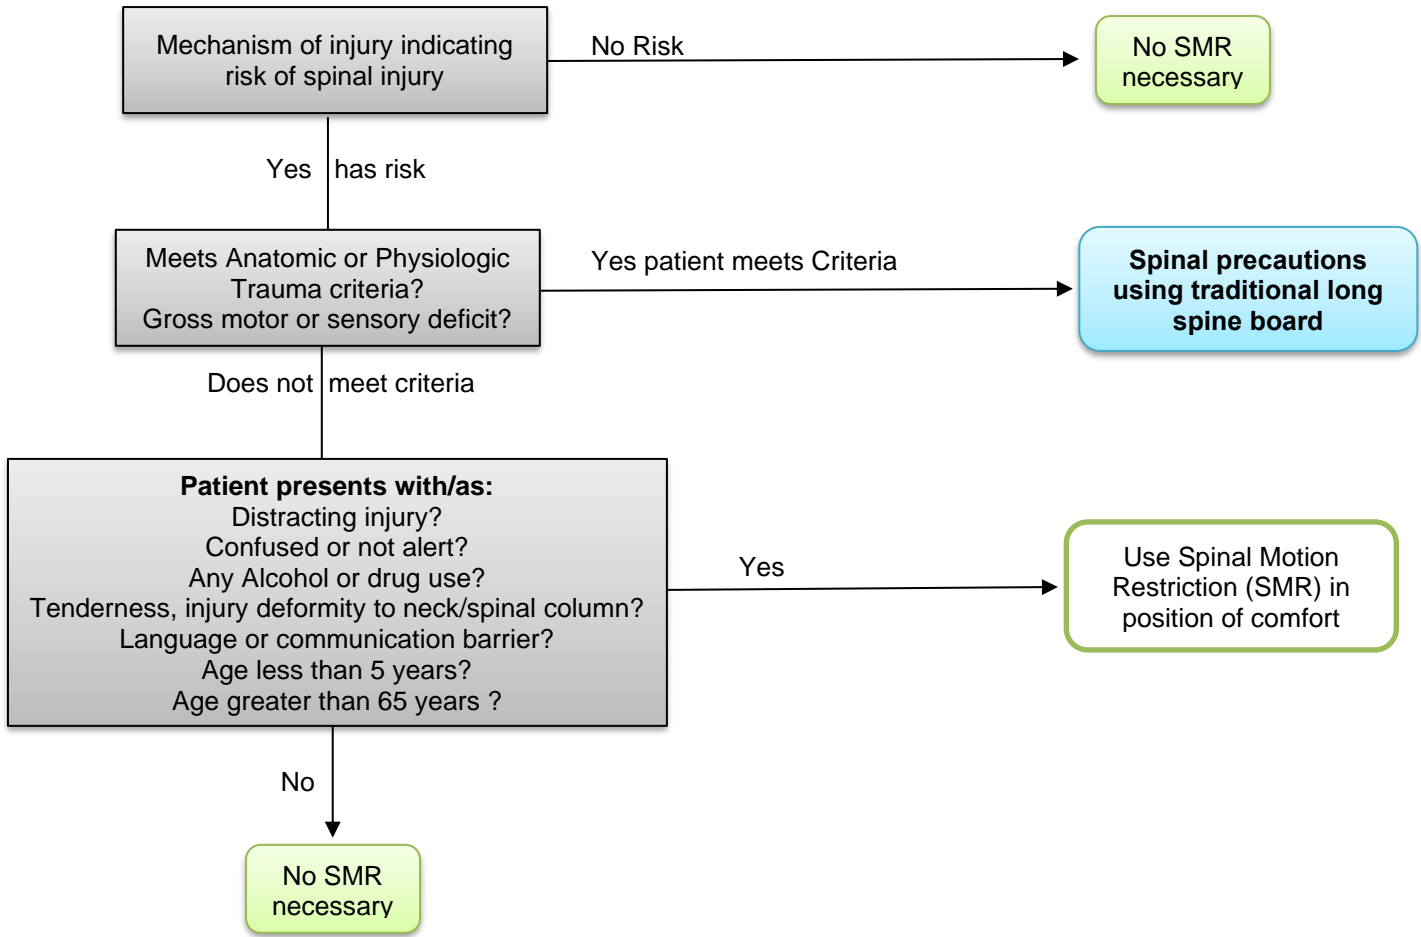 Mechanism of injury indicating
risk of spinal injury
No Risk
No SMR
necessary
Yes has risk
Meets Anatomic or Physiologic
Trauma criteria?
Gross motor or sensory deficit?
Yes patient meets Criteria
Spinal precautions
using traditional long
spine board
Does not meet criteria
Patient presents with/as:
Distracting injury?
Confused or not alert?
Any Alcohol or drug use?
Tenderness, injury deformity to neck/spinal column?
Language or communication barrier?
Age less than 5 years?
Age greater than 65 years ?
Yes
Use Spinal Motion
Restriction (SMR) in
position of comfort
No
No SMR
necessary